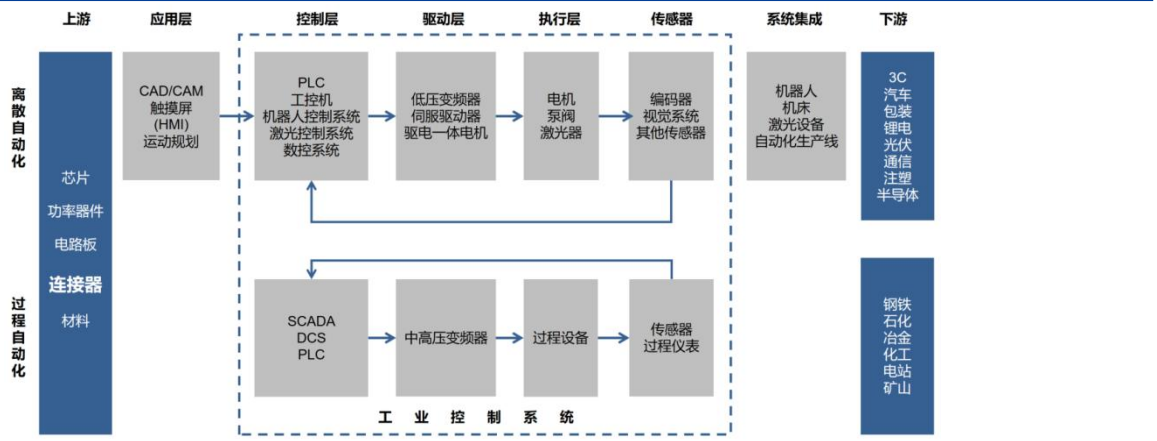 上游
应用层
控制层
驱动层
执行层
传感器
系统集成
下游
离散自动化
过程自动化
芯片
功率器件
电路板
连接器
材料
CAD/CAM
触摸屏
(HMI)
运动规划
PLC
工控机
机器人控制系统
激光控制系统
数控系统
低压变频器
伺服驱动器
驱电一体电机
电机
泵阀
激光器
编码器
视觉系统
其他传感器
机器人
机床
激光设备
自动化生产线
3C
汽车
包装
锂电
光伏
通信
注塑
半导体
SCADA
DCS
PLC
中高压变频器
过程设备
传感器
过程仪表
钢铁
石化
冶金
化工
电站
矿山
工业控制系统